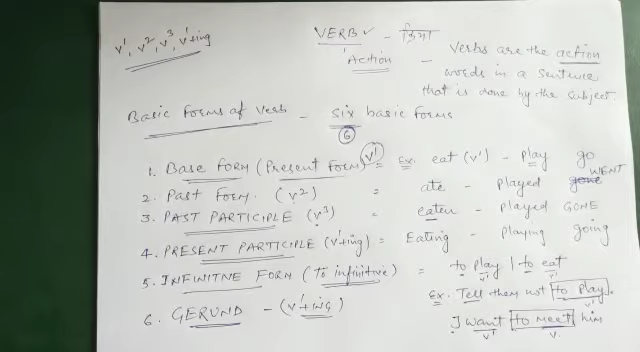 V¹, V², V³, V¹+ing
VERB ✓ - क्रिया
Action - Verbs are the action
words in a sentence
that is done by the subject.
Basic Forms of Verb - Six basic forms
6
1. Base Form (Present Form) V¹ = Ex. eat (V¹) - play go
2. Past Form. (V²) = ate - played gone WENT
3. PAST PARTICIPLE (V³) = eaten - played GONE
4. PRESENT PARTICIPLE (V¹+ing) = Eating - playing going
5. INFINITNE FORM (To infinitive) = to play | to eat
V¹ V¹
6. GERUND - (V¹+ing) Ex. Tell them not to play.
V¹
I want to meet him
V¹ V.